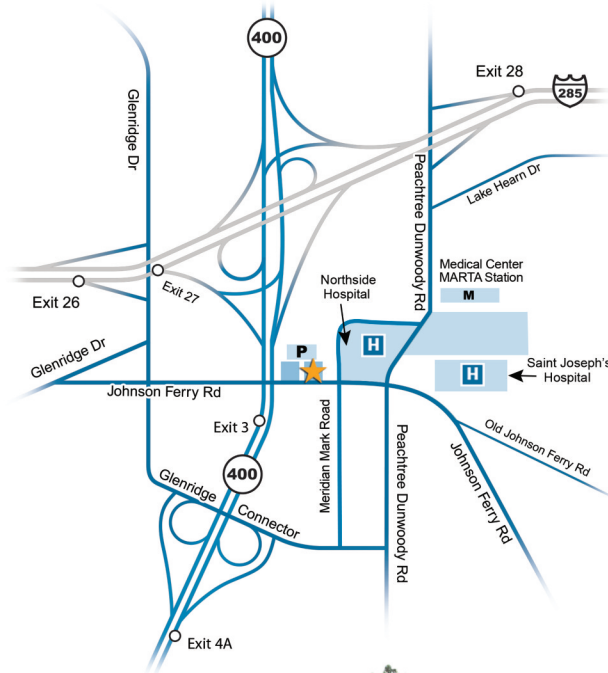 400
Exit 28
285
Glenridge Dr
Peachtree Dunwoody Rd
Lake Hearn Dr
Medical Center
MARTA Station
M
Northside
Hospital
Exit 26
Exit 27
H
P
Glenridge Dr
H
Saint Joseph's
Hospital
Johnson Ferry Rd
Exit 3
Meridian Mark Road
Peachtree Dunwoody Rd
Johnson Ferry Rd
Old Johnson Ferry Rd
400
Glenridge
Connector
Exit 4A